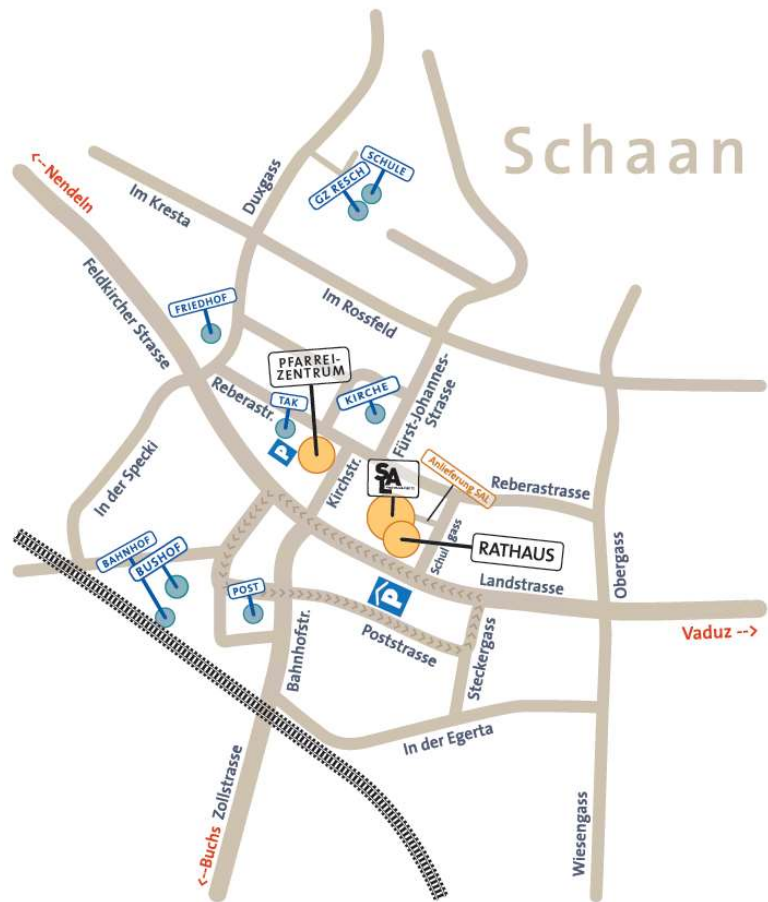 Schaan
<-- Nendeln
Im Kresta
Duxgass
GZ RESCH
SCHULE
Feldkircher Strasse
FRIEDHOF
Im Rossfeld
PFARREI-
ZENTRUM
Reberastr.
TAK
KIRCHE
Fürst-Johannes-
Strasse
P
Kirchstr.
SAL
Anlieferung SAL
Reberastrasse
In der Specki
Schulgass
RATHAUS
BAHNHOF
BUSHOF
POST
P
Landstrasse
Obergass
Vaduz -->
Poststrasse
Steckergass
Bahnhofstr.
In der Egerta
Zollstrasse
<--Buchs
Wiesengass